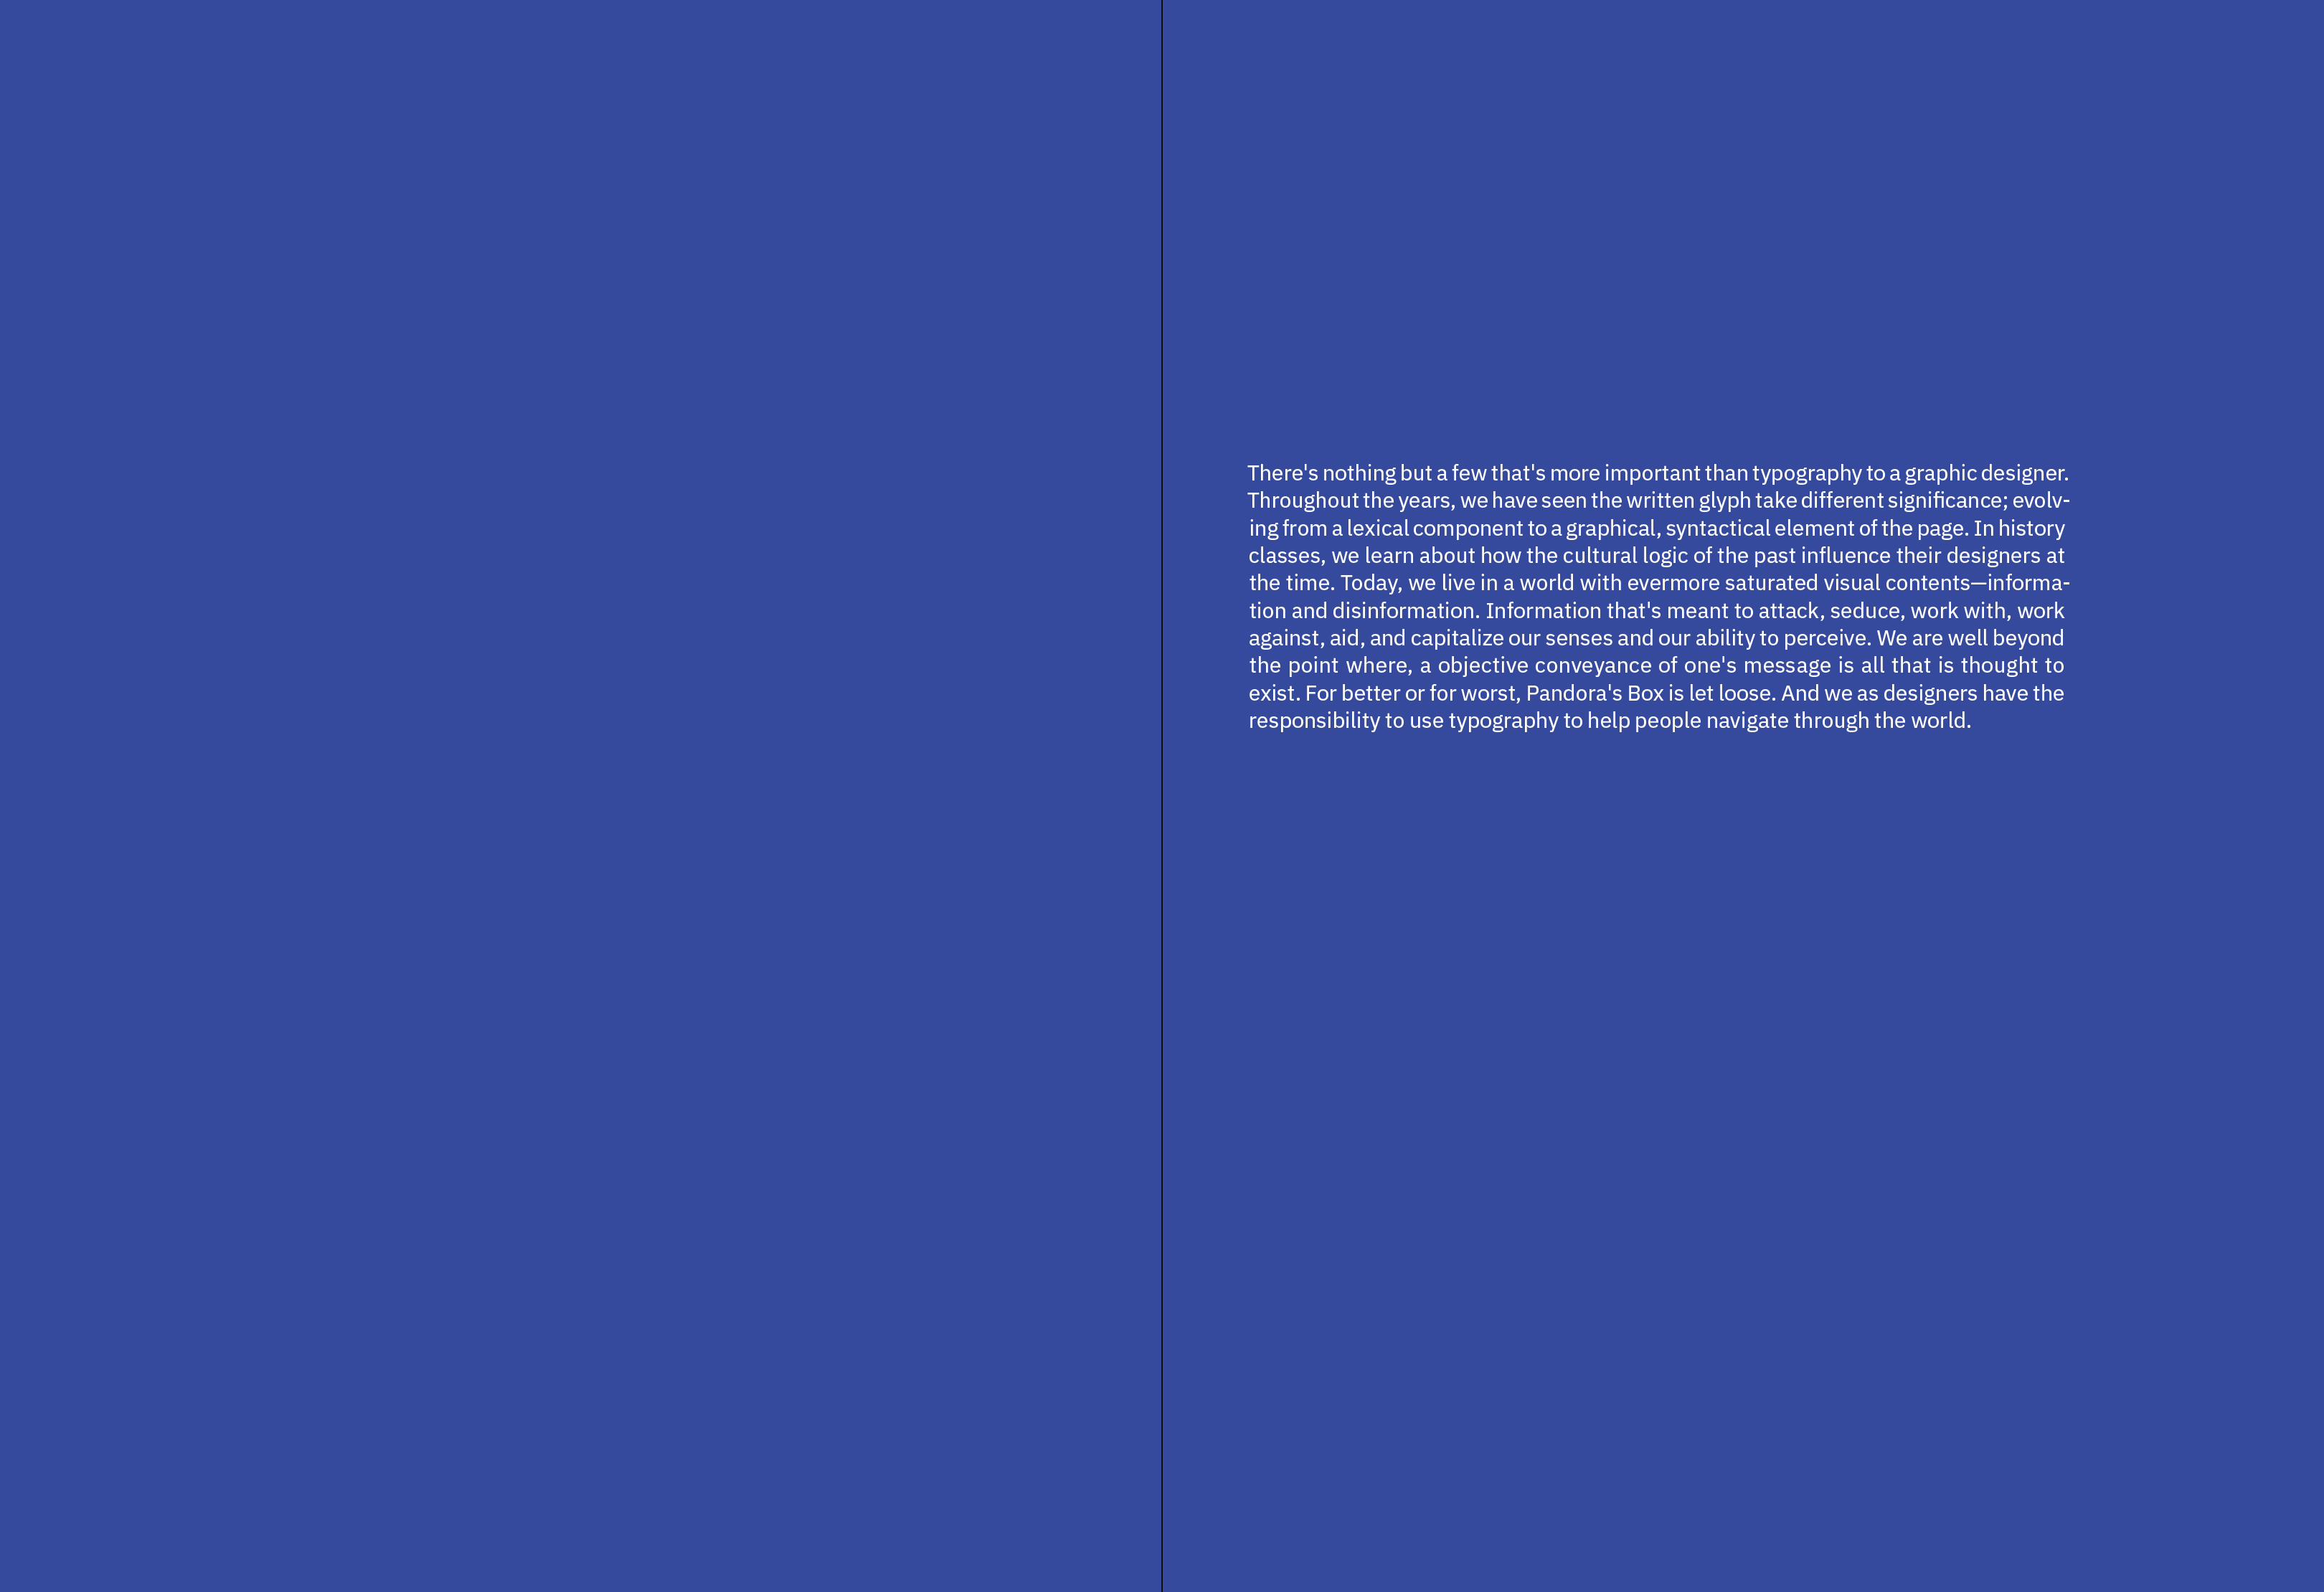 There's nothing but a few that's more important than typography to a graphic designer.
Throughout the years, we have seen the written glyph take different significance; evolv-
ing from a lexical component to a graphical, syntactical element of the page. In history
classes, we learn about how the cultural logic of the past influence their designers at
the time. Today, we live in a world with evermore saturated visual contents—informa-
tion and disinformation. Information that's meant to attack, seduce, work with, work
against, aid, and capitalize our senses and our ability to perceive. We are well beyond
the point where, a objective conveyance of one's message is all that is thought to
exist. For better or for worst, Pandora's Box is let loose. And we as designers have the
responsibility to use typography to help people navigate through the world.